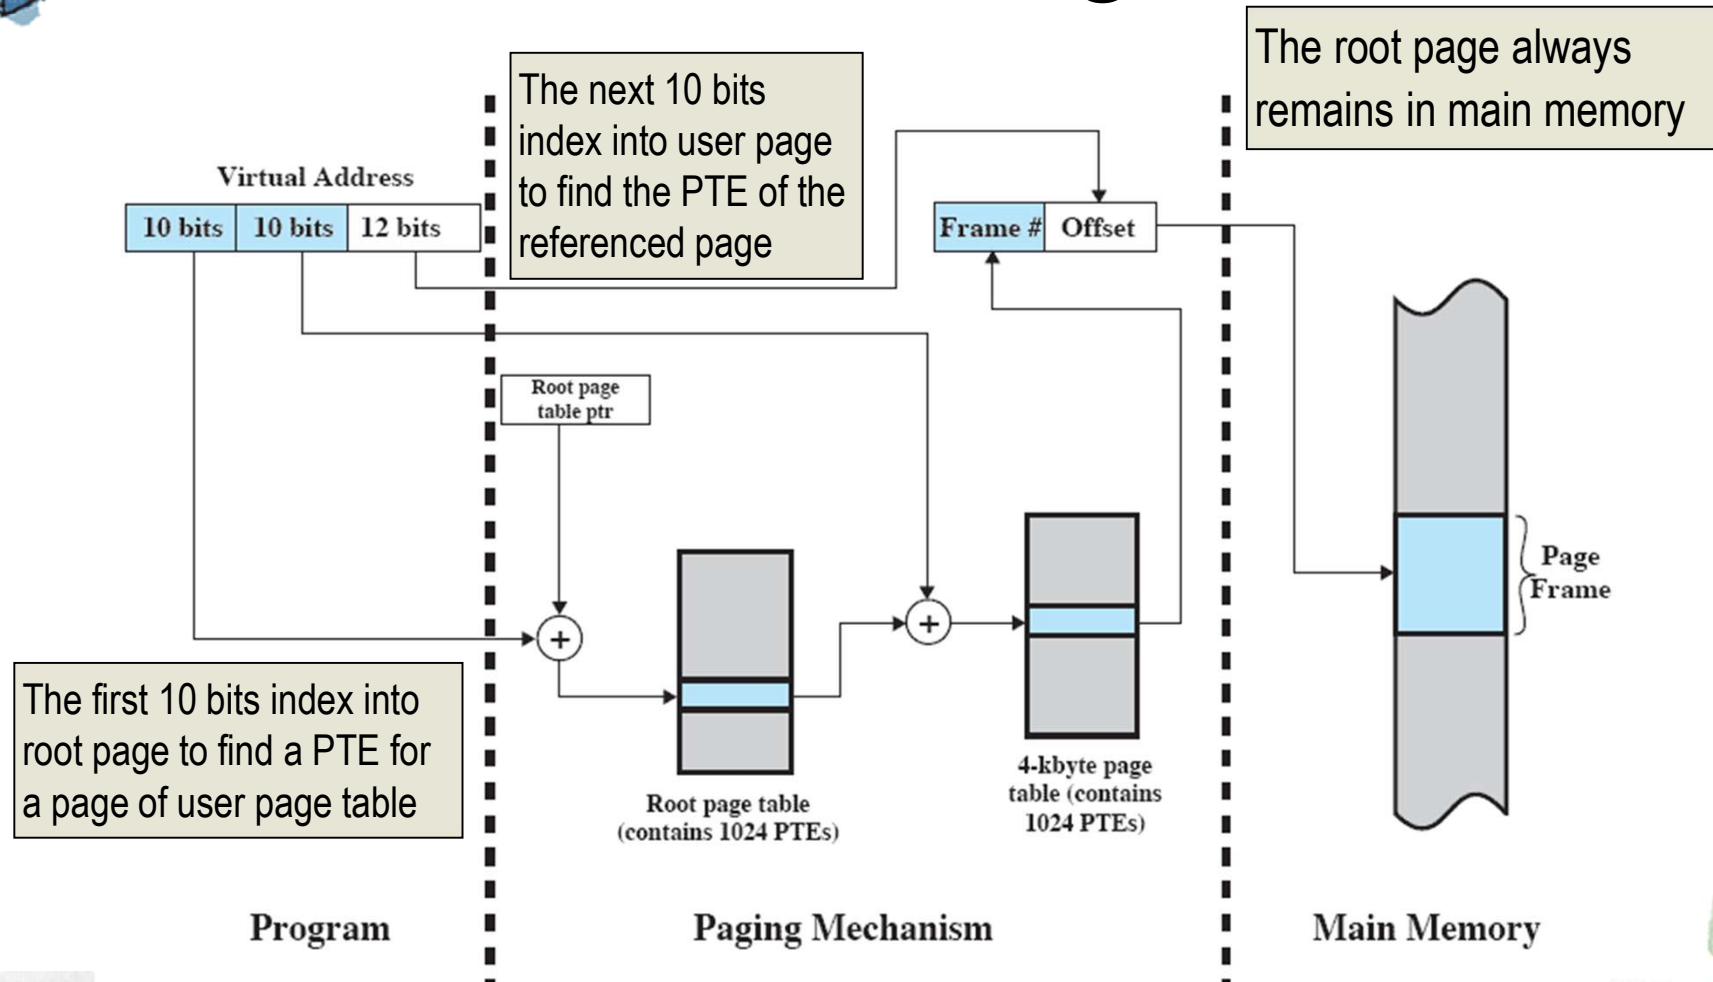 The root page always
remains in main memory
The next 10 bits
index into user page
to find the PTE of the
referenced page
Virtual Address
10 bits 10 bits 12 bits
Frame # Offset
Root page
table ptr
+
+
Page
Frame
The first 10 bits index into
root page to find a PTE for
a page of user page table
Root page table
(contains 1024 PTEs)
4-kbyte page
table (contains
1024 PTEs)
Program
Paging Mechanism
Main Memory